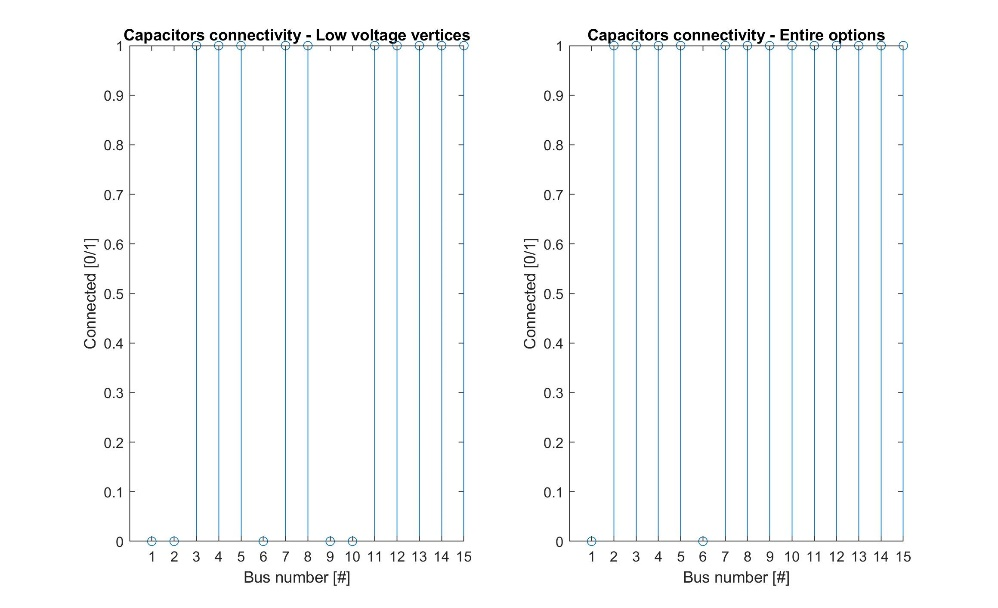 Capacitors connectivity - Low voltage vertices
1
0.9
0.8
0.7
0.6
0.5
0.4
0.3
0.2
0.1
0
Connected [0/1]
1 2 3 4 5 6 7 8 9 10 11 12 13 14 15
Bus number [#]
Capacitors connectivity - Entire options
1
0.9
0.8
0.7
0.6
0.5
0.4
0.3
0.2
0.1
0
Connected [0/1]
1 2 3 4 5 6 7 8 9 10 11 12 13 14 15
Bus number [#]